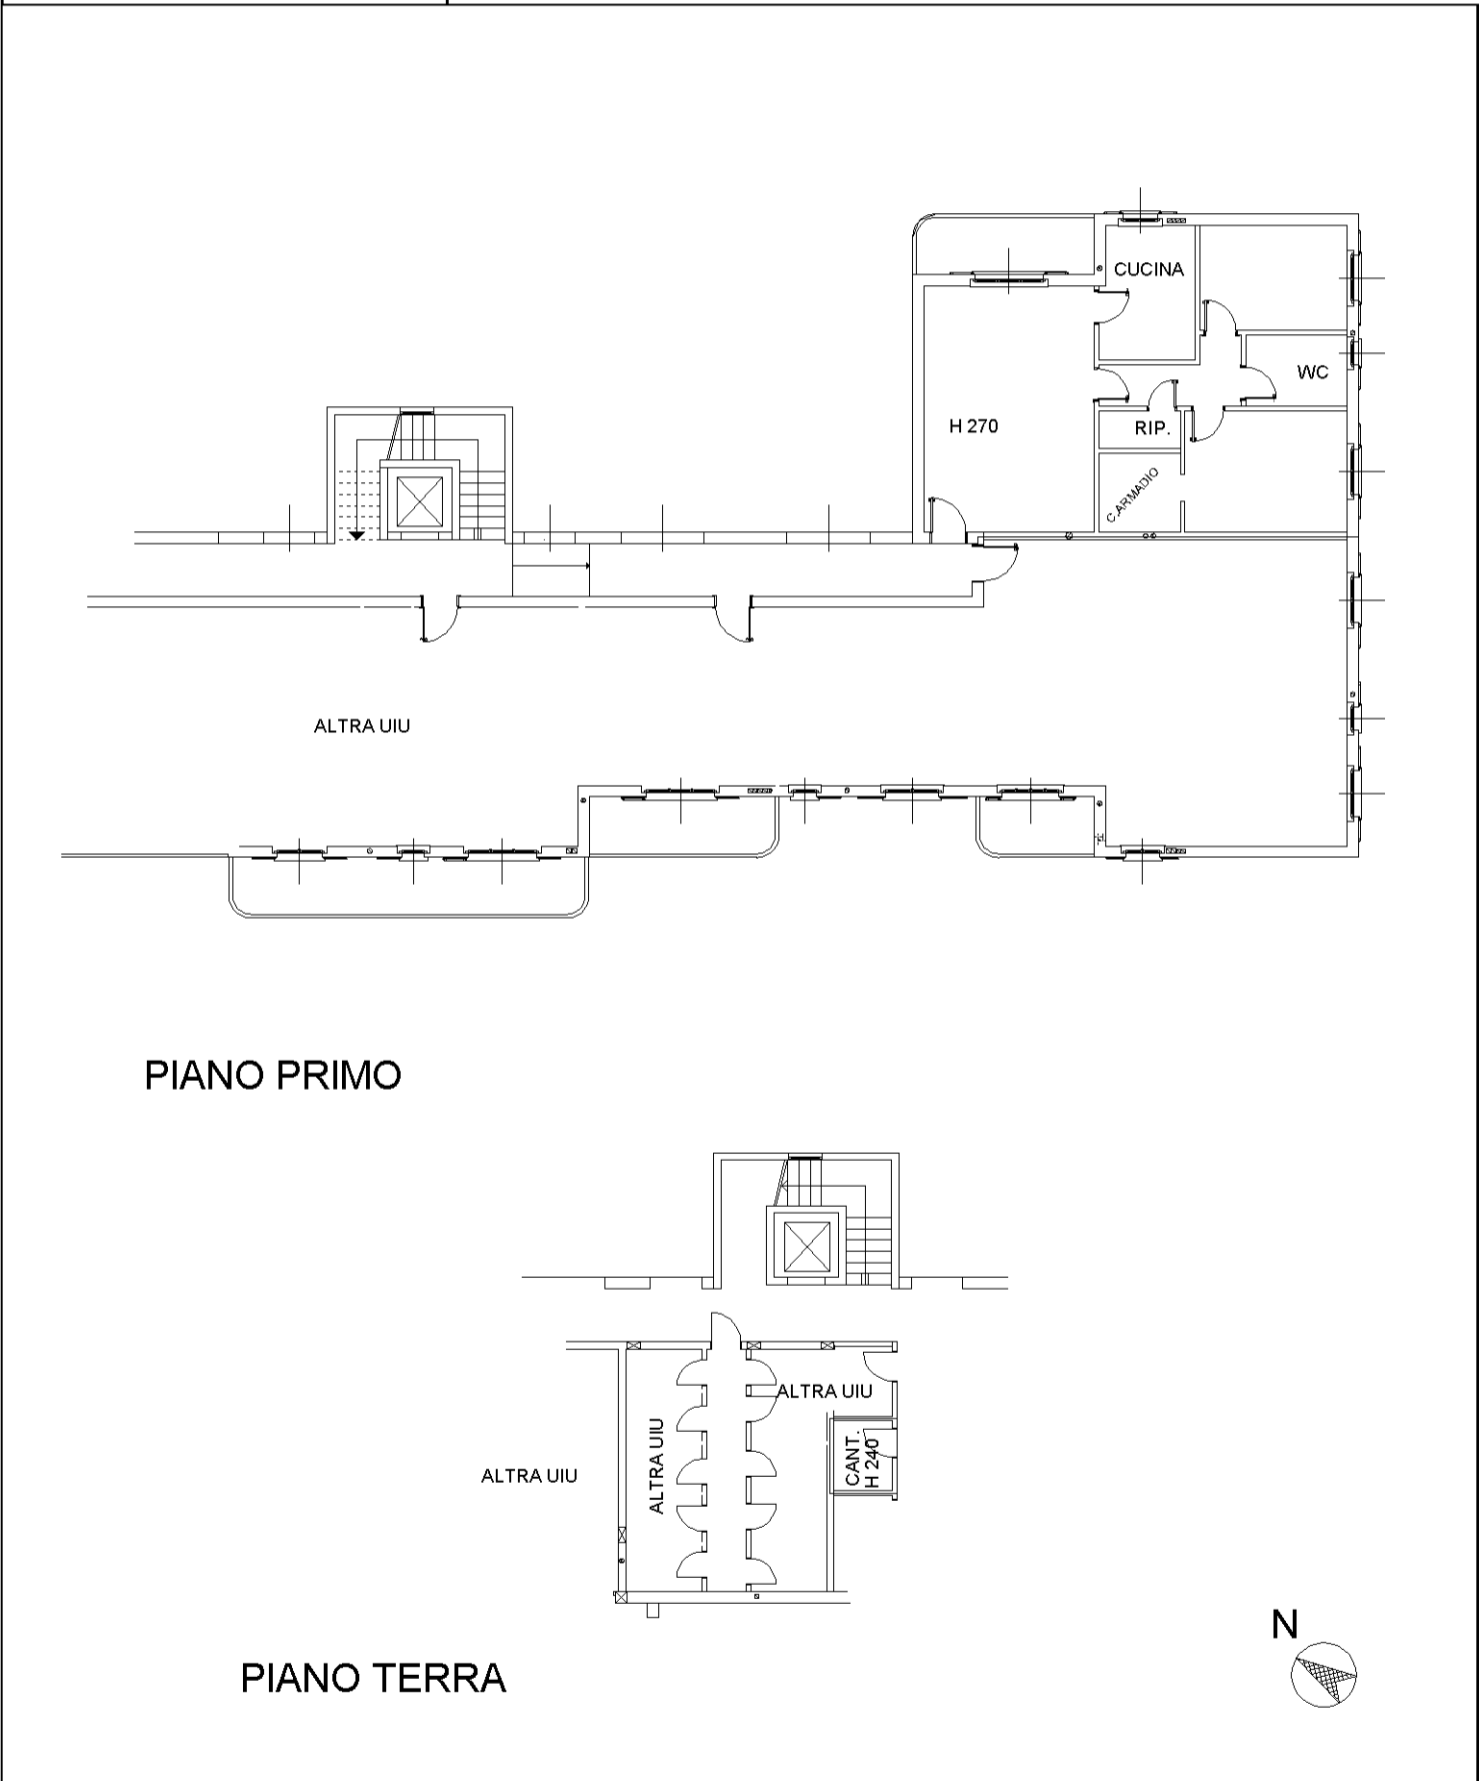 CUCINA
WC
H 270
RIP.
C.ARMADIO
ALTRA UIU
PIANO PRIMO
ALTRA UIU
ALTRA UIU
ALTRA UIU
CANT.
H 240
PIANO TERRA
N